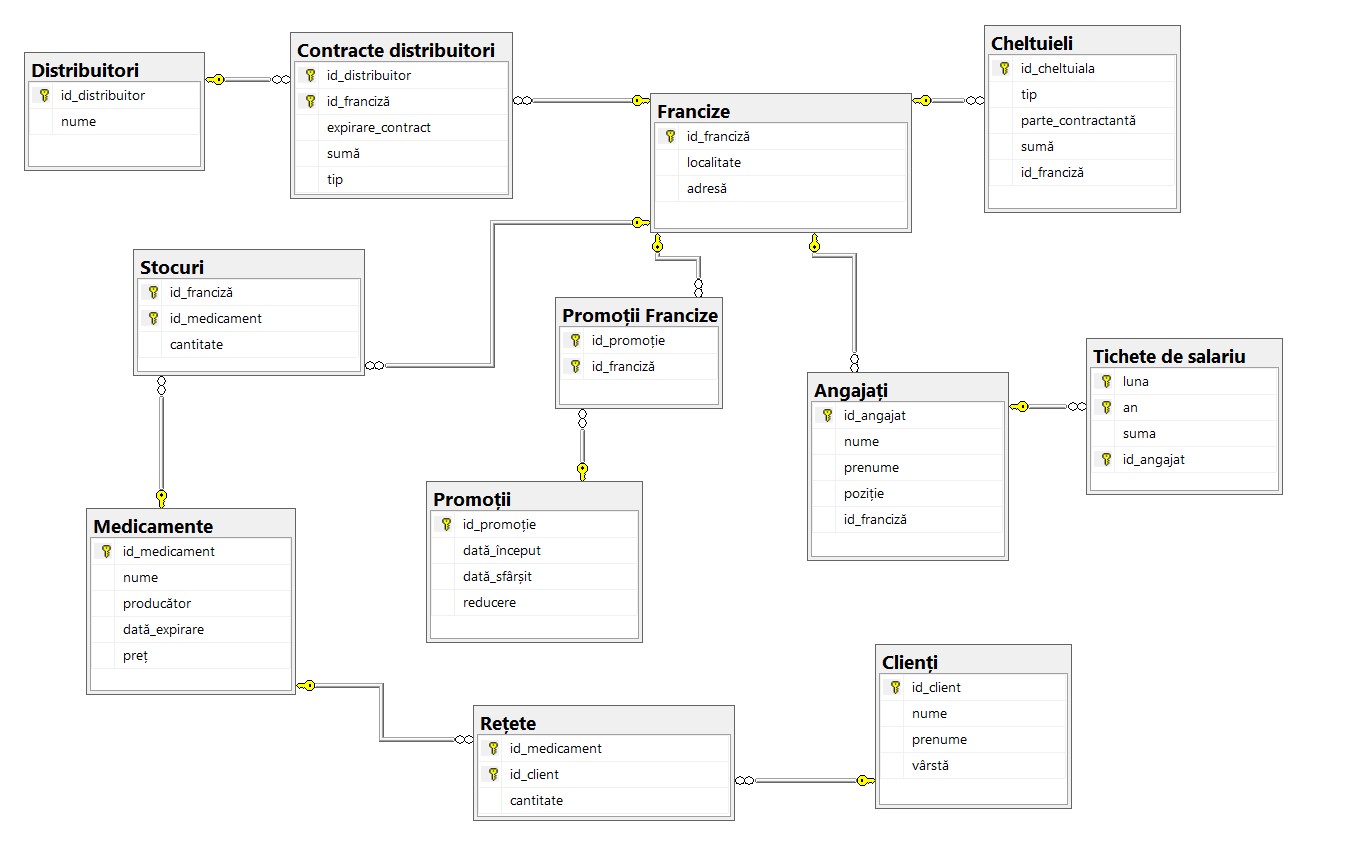 Distribuitori
id_distribuitor
nume
Contracte distribuitori
id_distribuitor
id_franciză
expirare_contract
sumă
tip
Francize
id_franciză
localitate
adresă
Cheltuieli
id_cheltuiala
tip
parte_contractantă
sumă
id_franciză
Stocuri
id_franciză
id_medicament
cantitate
Promoții Francize
id_promoție
id_franciză
Angajați
id_angajat
nume
prenume
poziție
id_franciză
Tichete de salariu
luna
an
suma
id_angajat
Medicamente
id_medicament
nume
producător
dată_expirare
preț
Promoții
id_promoție
dată_început
dată_sfârșit
reducere
Rețete
id_medicament
id_client
cantitate
Clienți
id_client
nume
prenume
vârstă